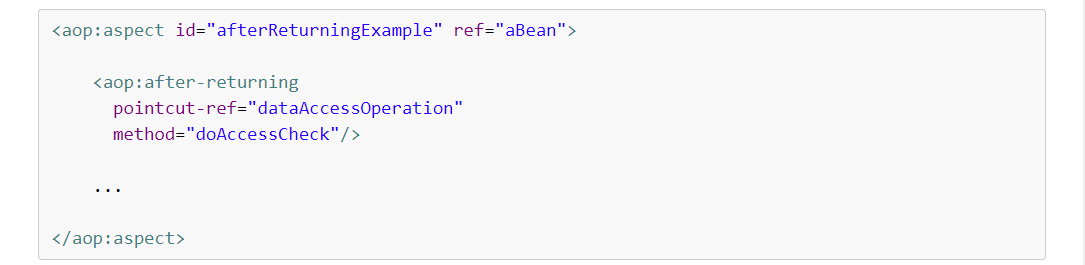 <aop:aspect id="afterReturningExample" ref="aBean">
<aop:after-returning
pointcut-ref="dataAccessOperation"
method="doAccessCheck"/>
...
</aop:aspect>